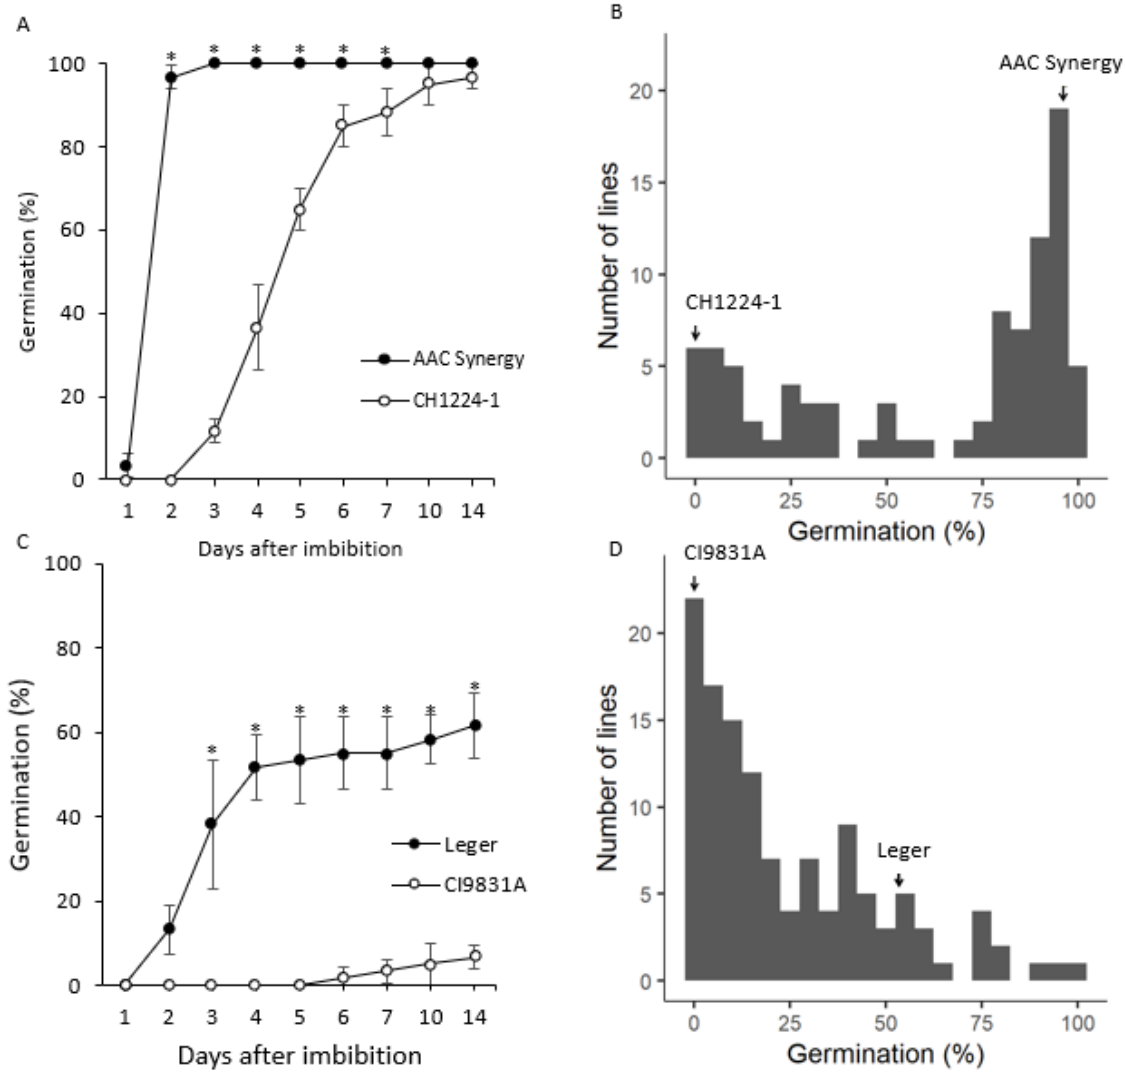 A
* * * * * *
100
80
60
40
20
0
Germination (%)
AAC Synergy
CH1224-1
1 2 3 4 5 6 7 10 14
Days after imbibition
B
AAC Synergy
CH1224-1
20
15
10
5
0
Number of lines
0 25 50 75 100
Germination (%)
C
100
80
60
40
20
0
Germination (%)
* * * * * * *
Leger
CI9831A
1 2 3 4 5 6 7 10 14
Days after imbibition
D
CI9831A
Leger
20
15
10
5
0
Number of lines
0 25 50 75 100
Germination (%)